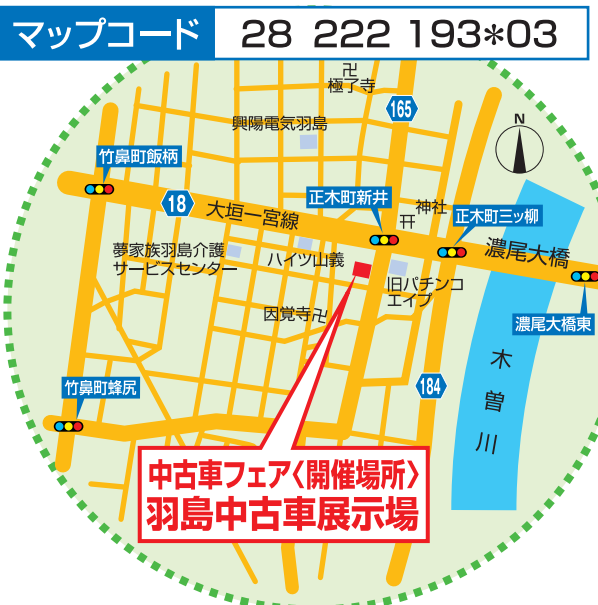 マップコード 28 222 193*03
卍
極了寺
興陽電気羽島
165
N
竹鼻町飯柄
18
大垣一宮線
正木町新井
神社
正木町三ッ柳
濃尾大橋
夢家族羽島介護
サービスセンター
ハイツ山義
旧パチンコ
エイプ
因覚寺卍
濃尾大橋東
木曽川
竹鼻町蜂尻
184
中古車フェア〈開催場所〉
羽島中古車展示場